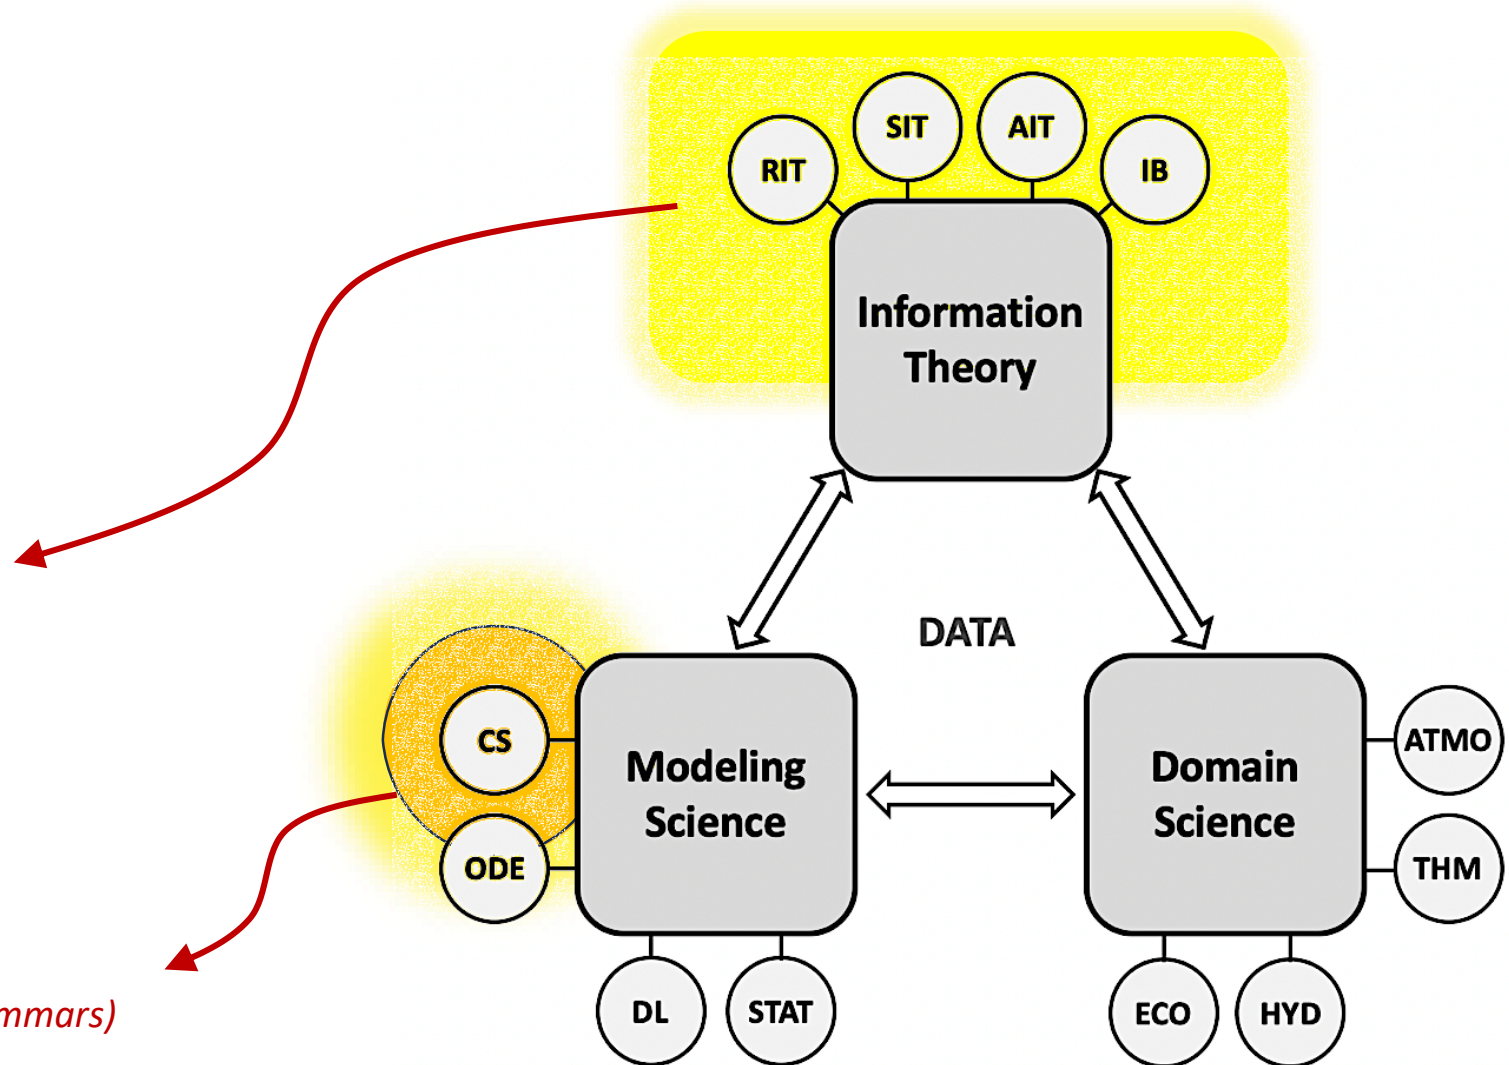 SIT
AIT
RIT
IB
Information
Theory
DATA
CS
ATMO
Modeling
Science
Domain
Science
ODE
THM
DL
STAT
ECO
HYD
mmars)